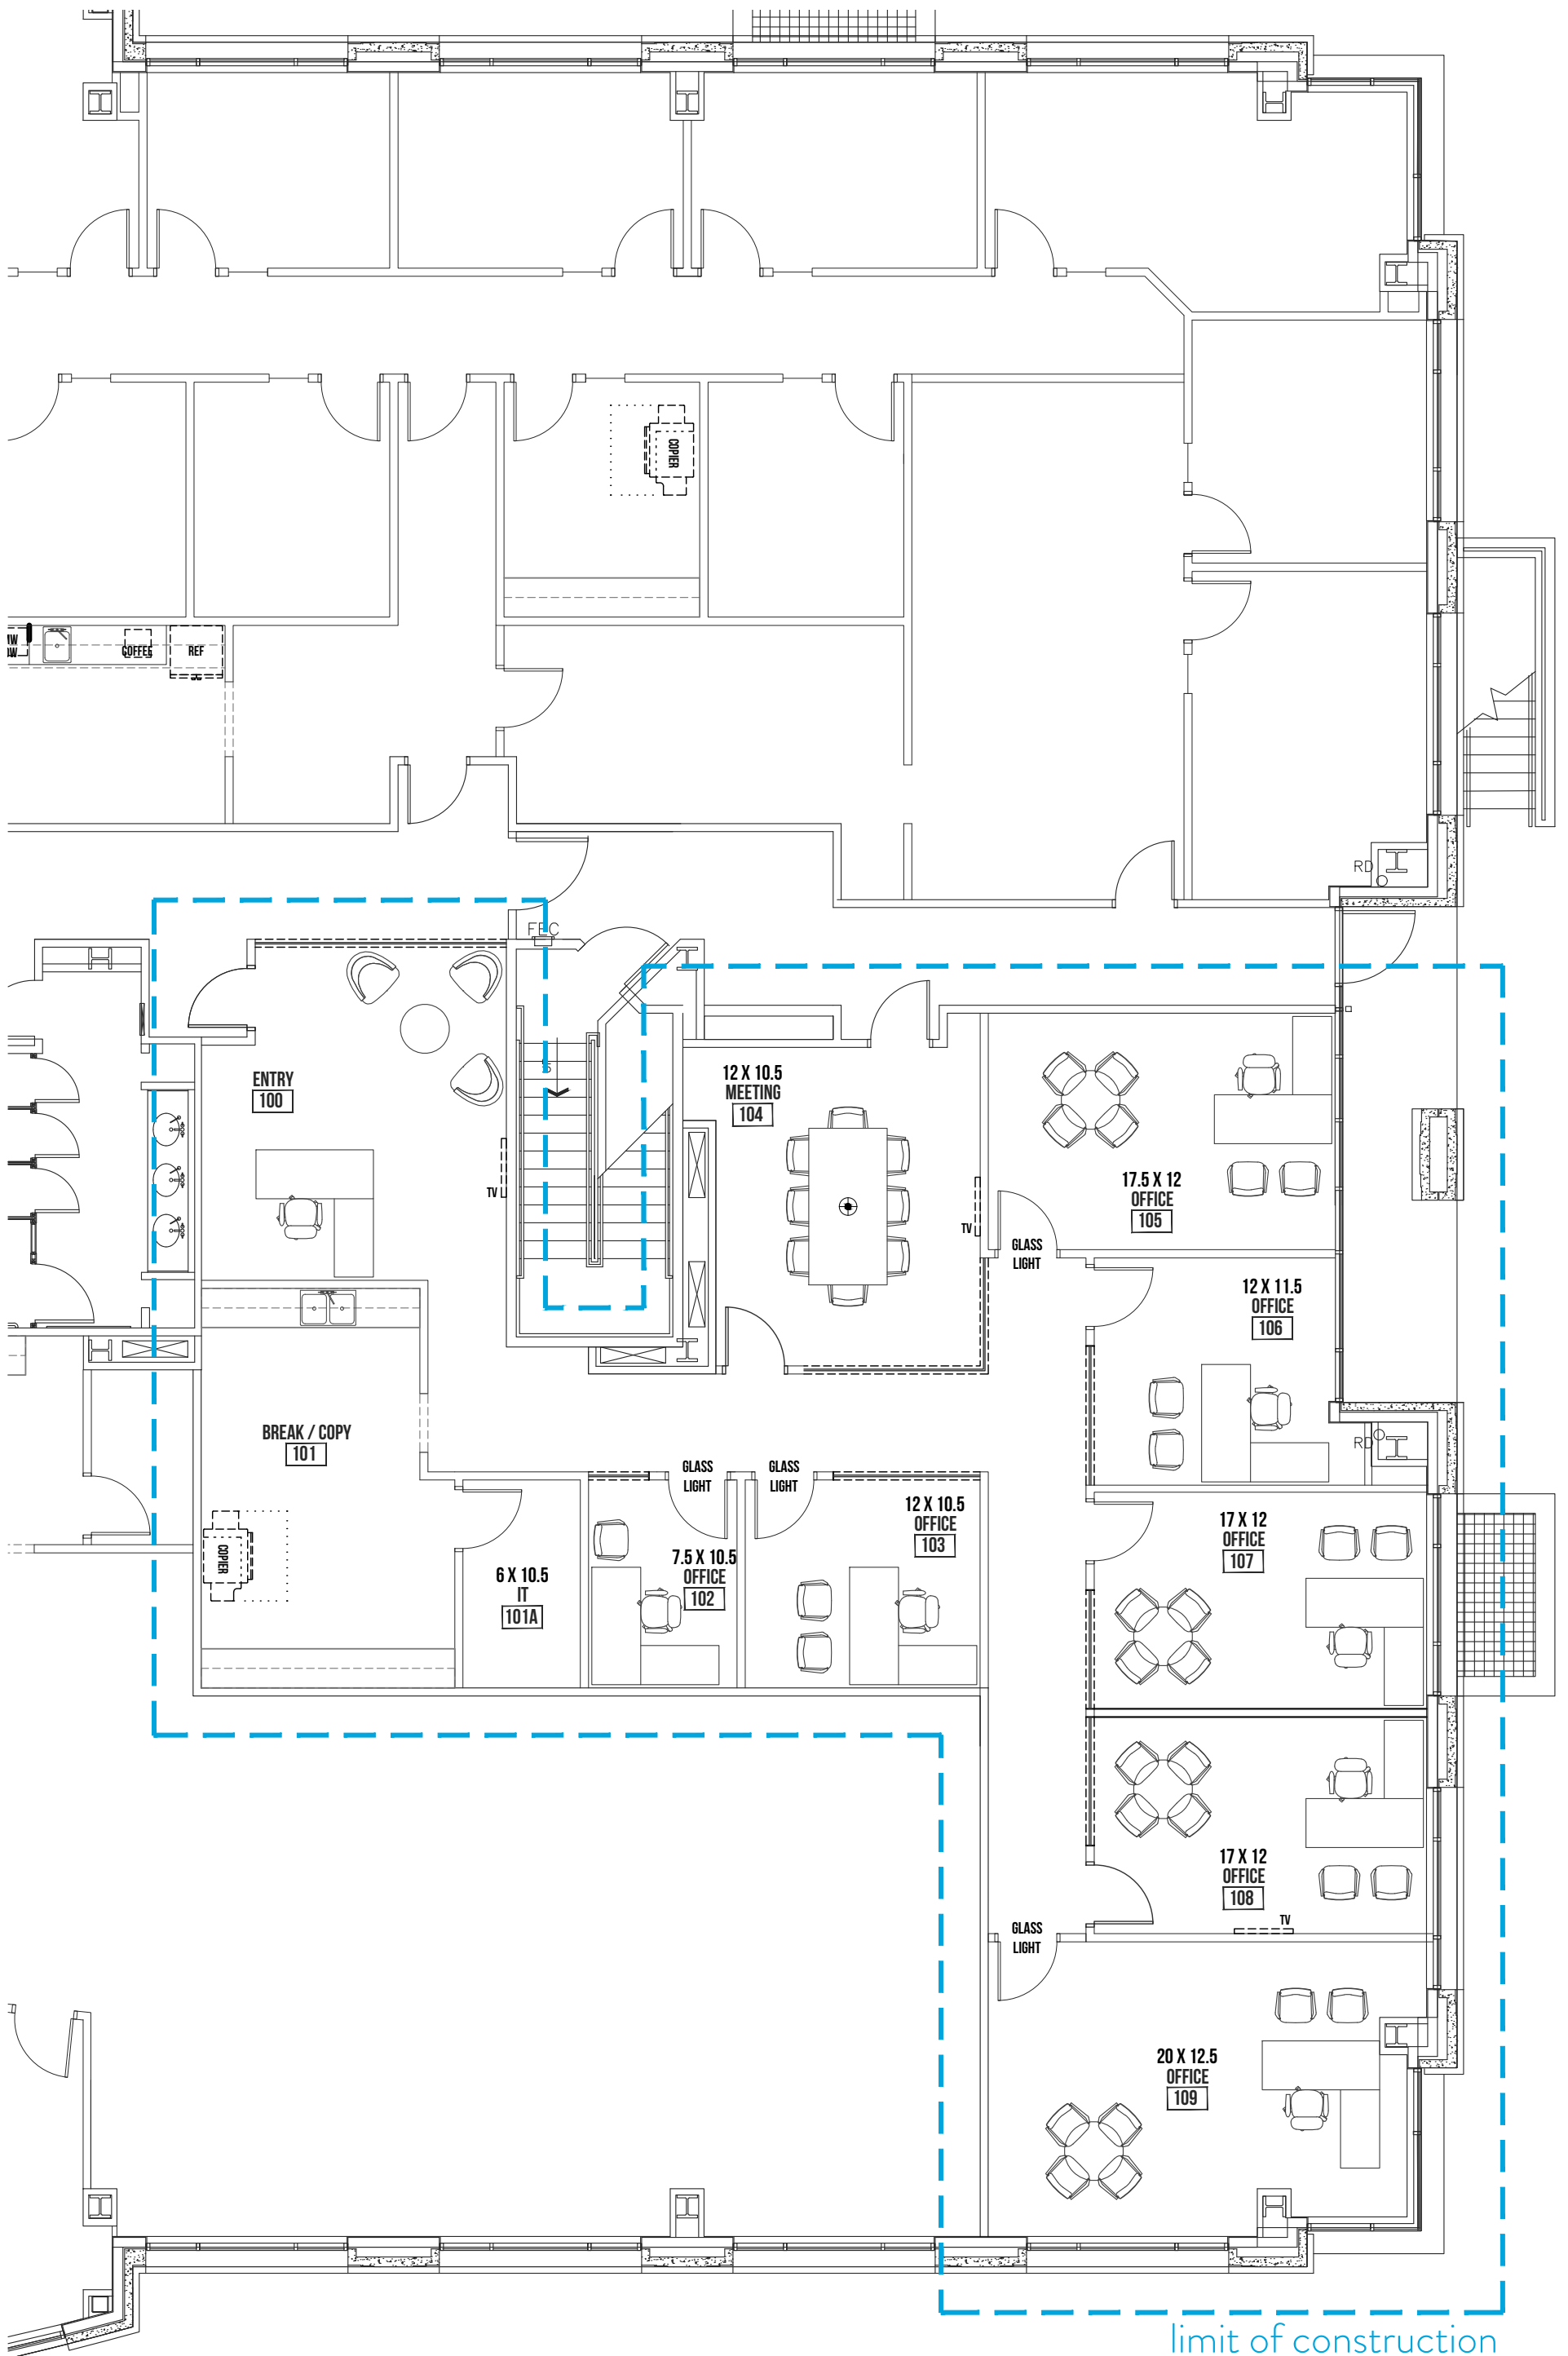 COPIER
MW
DW
COFFEE
REF
RD
FEC
UP
ENTRY
100
12 X 10.5
MEETING
104
TV
17.5 X 12
OFFICE
105
TV
GLASS
LIGHT
12 X 11.5
OFFICE
106
BREAK / COPY
101
RD
GLASS
LIGHT
GLASS
LIGHT
12 X 10.5
OFFICE
103
17 X 12
OFFICE
107
COPIER
6 X 10.5
IT
101A
7.5 X 10.5
OFFICE
102
17 X 12
OFFICE
108
TV
GLASS
LIGHT
20 X 12.5
OFFICE
109
limit of construction